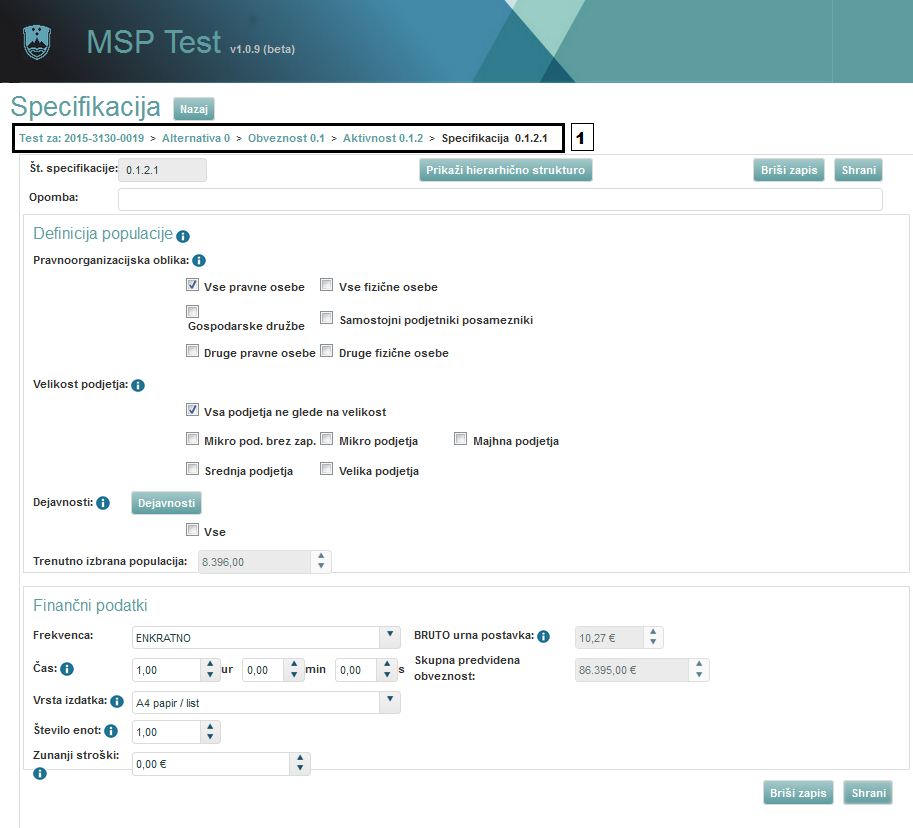 MSP Test v1.0.9 (beta)
Specifikacija Nazaj
Test za: 2015-3130-0019 > Alternativa 0 > Obveznost 0.1 > Aktivnost 0.1.2 > Specifikacija 0.1.2.1 1
Št. specifikacije: 0.1.2.1 Prikaži hierarhično strukturo Briši zapis Shrani
Opomba:
Definicija populacije
Pravnoorganizacijska oblika:
Vse pravne osebe Vse fizične osebe
Gospodarske družbe Samostojni podjetniki posamezniki
Druge pravne osebe Druge fizične osebe
Velikost podjetja:
Vsa podjetja ne glede na velikost
Mikro pod. brez zap. Mikro podjetja Majhna podjetja
Srednja podjetja Velika podjetja
Dejavnosti: Dejavnosti
Vse
Trenutno izbrana populacija: 8.396,00
Finančni podatki
Frekvenca: ENKRATNO BRUTO urna postavka: 10,27 €
Čas: 1,00 ur 0,00 min 0,00 s Skupna predvidena obveznost: 86.395,00 €
Vrsta izdatka: A4 papir / list
Število enot: 1,00
Zunanji stroški: 0,00 €
Briši zapis Shrani